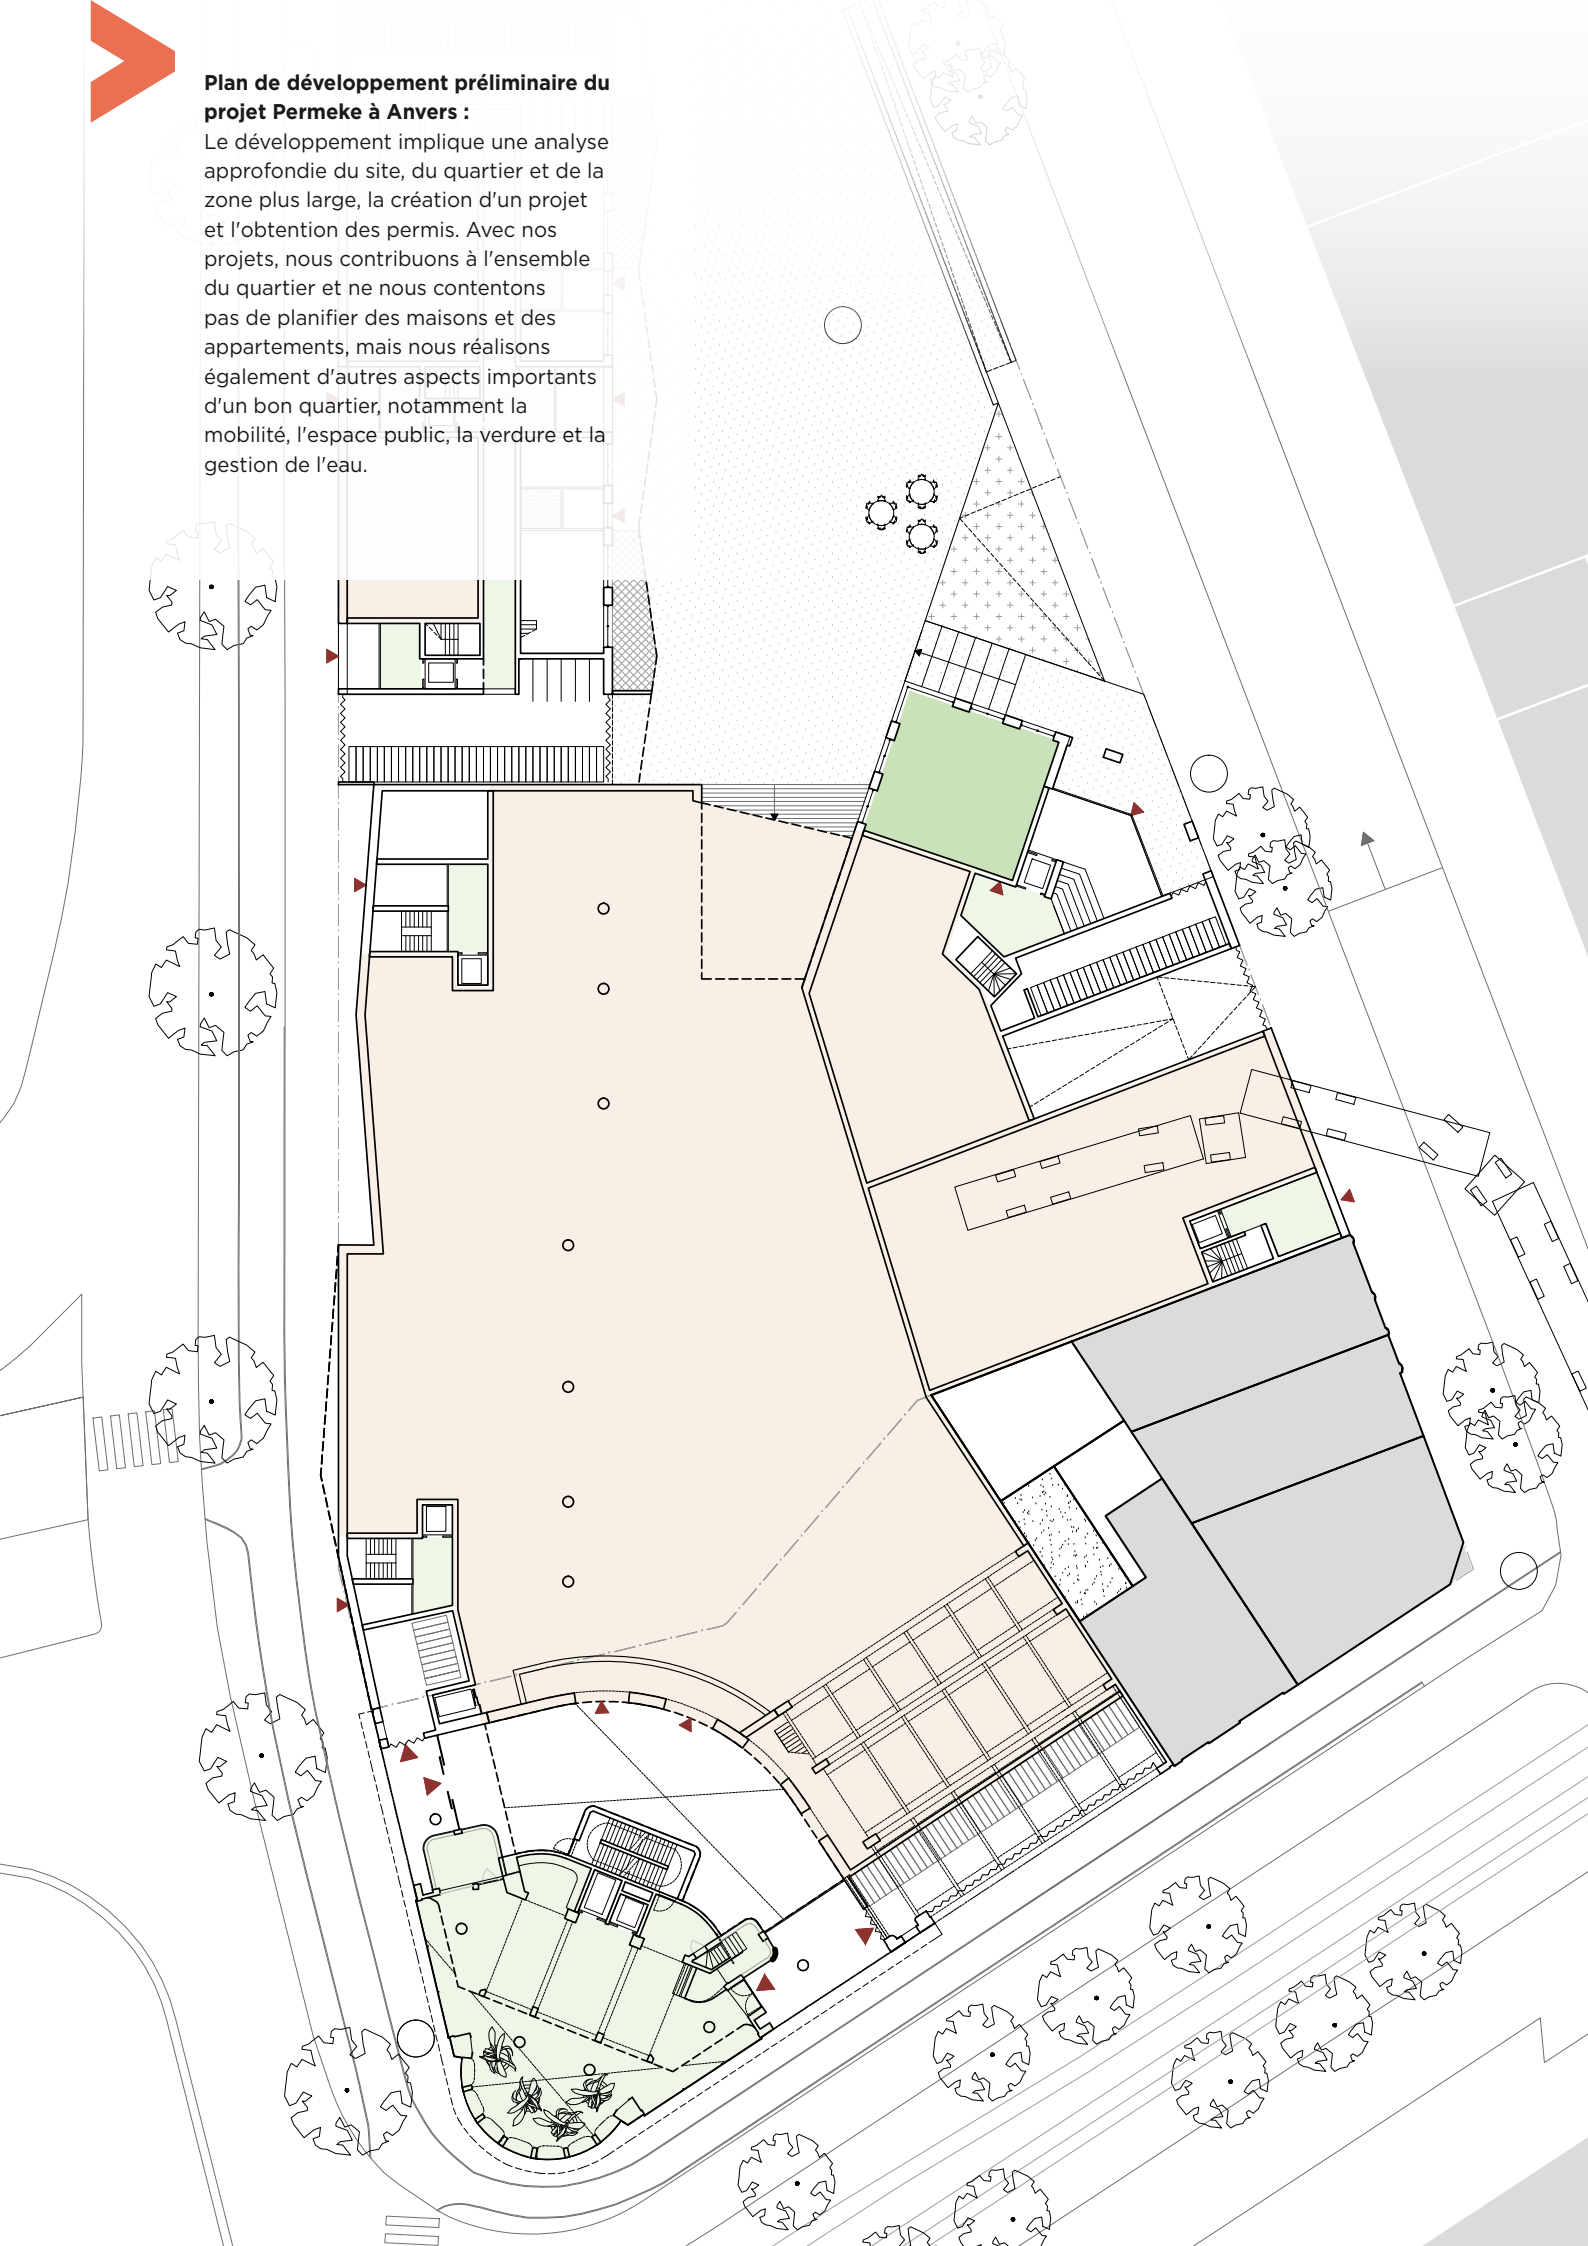 Plan de développement préliminaire du
projet Permeke à Anvers :
Le développement implique une analyse
approfondie du site, du quartier et de la
zone plus large, la création d'un projet
et l'obtention des permis. Avec nos
projets, nous contribuons à l'ensemble
du quartier et ne nous contentons
pas de planifier des maisons et des
appartements, mais nous réalisons
également d'autres aspects importants
d'un bon quartier, notamment la
mobilité, l'espace public, la verdure et la
gestion de l'eau.